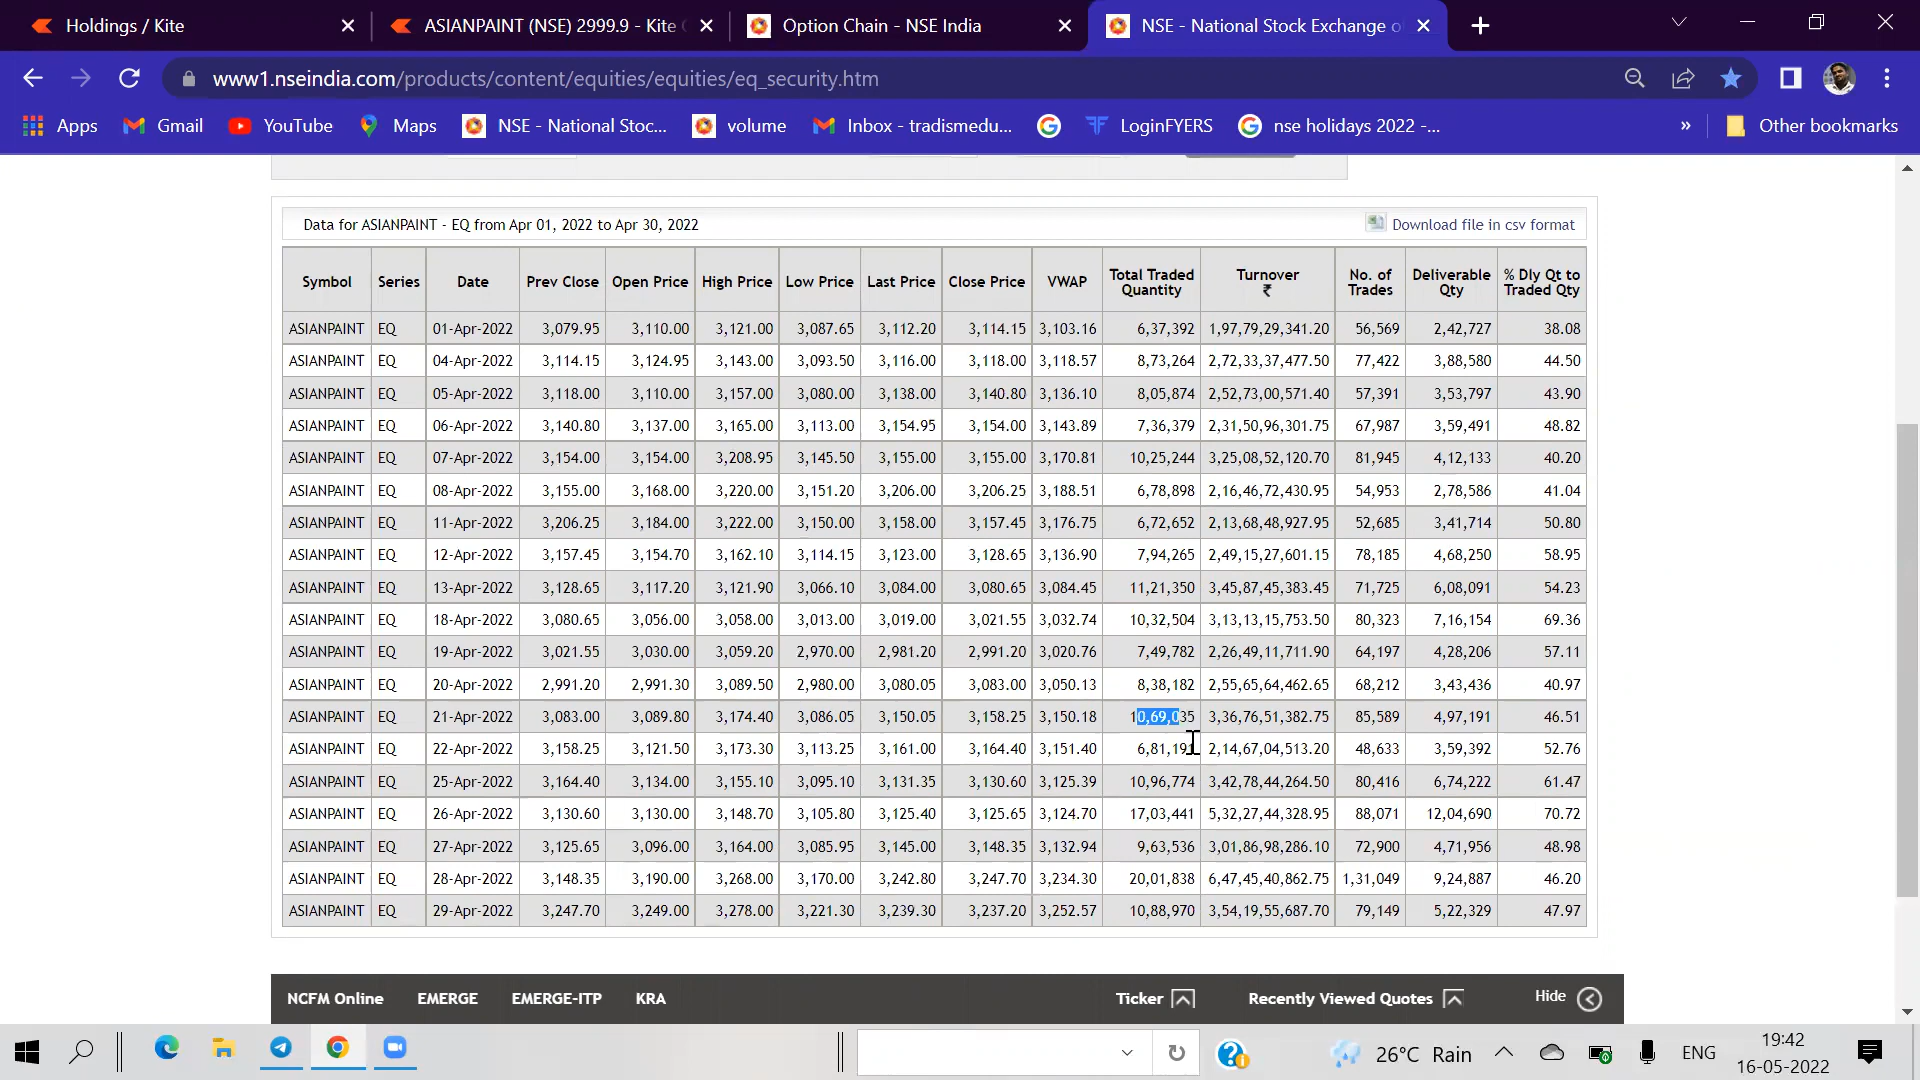 Holdings / Kite
ASIANPAINT (NSE) 2999.9 - Kite
Option Chain - NSE India
NSE - National Stock Exchange o
www1.nseindia.com/products/content/equities/equities/eq_security.htm
Apps Gmail YouTube Maps NSE - National Stoc... volume Inbox - tradismedu... LoginFYERS nse holidays 2022 -... » Other bookmarks
Data for ASIANPAINT - EQ from Apr 01, 2022 to Apr 30, 2022 Download file in csv format
Symbol Series Date Prev Close Open Price High Price Low Price Last Price Close Price VWAP Total Traded Quantity Turnover ₹ No. of Trades Deliverable Qty % Dly Qt to Traded Qty
ASIANPAINT EQ 01-Apr-2022 3,079.95 3,110.00 3,121.00 3,087.65 3,112.20 3,114.15 3,103.16 6,37,392 1,97,79,29,341.20 56,569 2,42,727 38.08
ASIANPAINT EQ 04-Apr-2022 3,114.15 3,124.95 3,143.00 3,093.50 3,116.00 3,118.00 3,118.57 8,73,264 2,72,33,37,477.50 77,422 3,88,580 44.50
ASIANPAINT EQ 05-Apr-2022 3,118.00 3,110.00 3,157.00 3,080.00 3,138.00 3,140.80 3,136.10 8,05,874 2,52,73,00,571.40 57,391 3,53,797 43.90
ASIANPAINT EQ 06-Apr-2022 3,140.80 3,137.00 3,165.00 3,113.00 3,154.95 3,154.00 3,143.89 7,36,379 2,31,50,96,301.75 67,987 3,59,491 48.82
ASIANPAINT EQ 07-Apr-2022 3,154.00 3,154.00 3,208.95 3,145.50 3,155.00 3,155.00 3,170.81 10,25,244 3,25,08,52,120.70 81,945 4,12,133 40.20
ASIANPAINT EQ 08-Apr-2022 3,155.00 3,168.00 3,220.00 3,151.20 3,206.00 3,206.25 3,188.51 6,78,898 2,16,46,72,430.95 54,953 2,78,586 41.04
ASIANPAINT EQ 11-Apr-2022 3,206.25 3,184.00 3,222.00 3,150.00 3,158.00 3,157.45 3,176.75 6,72,652 2,13,68,48,927.95 52,685 3,41,714 50.80
ASIANPAINT EQ 12-Apr-2022 3,157.45 3,154.70 3,162.10 3,114.15 3,123.00 3,128.65 3,136.90 7,94,265 2,49,15,27,601.15 78,185 4,68,250 58.95
ASIANPAINT EQ 13-Apr-2022 3,128.65 3,117.20 3,121.90 3,066.10 3,084.00 3,080.65 3,084.45 11,21,350 3,45,87,45,383.45 71,725 6,08,091 54.23
ASIANPAINT EQ 18-Apr-2022 3,080.65 3,056.00 3,058.00 3,013.00 3,019.00 3,021.55 3,032.74 10,32,504 3,13,13,15,753.50 80,323 7,16,154 69.36
ASIANPAINT EQ 19-Apr-2022 3,021.55 3,030.00 3,059.20 2,970.00 2,981.20 2,991.20 3,020.76 7,49,782 2,26,49,11,711.90 64,197 4,28,206 57.11
ASIANPAINT EQ 20-Apr-2022 2,991.20 2,991.30 3,089.50 2,980.00 3,080.05 3,083.00 3,050.13 8,38,182 2,55,65,64,462.65 68,212 3,43,436 40.97
ASIANPAINT EQ 21-Apr-2022 3,083.00 3,089.80 3,174.40 3,086.05 3,150.05 3,158.25 3,150.18 10,69,035 3,36,76,51,382.75 85,589 4,97,191 46.51
ASIANPAINT EQ 22-Apr-2022 3,158.25 3,121.50 3,173.30 3,113.25 3,161.00 3,164.40 3,151.40 6,81,191 2,14,67,04,513.20 48,633 3,59,392 52.76
ASIANPAINT EQ 25-Apr-2022 3,164.40 3,134.00 3,155.10 3,095.10 3,131.35 3,130.60 3,125.39 10,96,774 3,42,78,44,264.50 80,416 6,74,222 61.47
ASIANPAINT EQ 26-Apr-2022 3,130.60 3,130.00 3,148.70 3,105.80 3,125.40 3,125.65 3,124.70 17,03,441 5,32,27,44,328.95 88,071 12,04,690 70.72
ASIANPAINT EQ 27-Apr-2022 3,125.65 3,096.00 3,164.00 3,085.95 3,145.00 3,148.35 3,132.94 9,63,536 3,01,86,98,286.10 72,900 4,71,956 48.98
ASIANPAINT EQ 28-Apr-2022 3,148.35 3,190.00 3,268.00 3,170.00 3,242.80 3,247.70 3,234.30 20,01,838 6,47,45,40,862.75 1,31,049 9,24,887 46.20
ASIANPAINT EQ 29-Apr-2022 3,247.70 3,249.00 3,278.00 3,221.30 3,239.30 3,237.20 3,252.57 10,88,970 3,54,19,55,687.70 79,149 5,22,329 47.97
NCFM Online EMERGE EMERGE-ITP KRA Ticker Recently Viewed Quotes Hide
26°C Rain ENG 19:42
16-05-2022